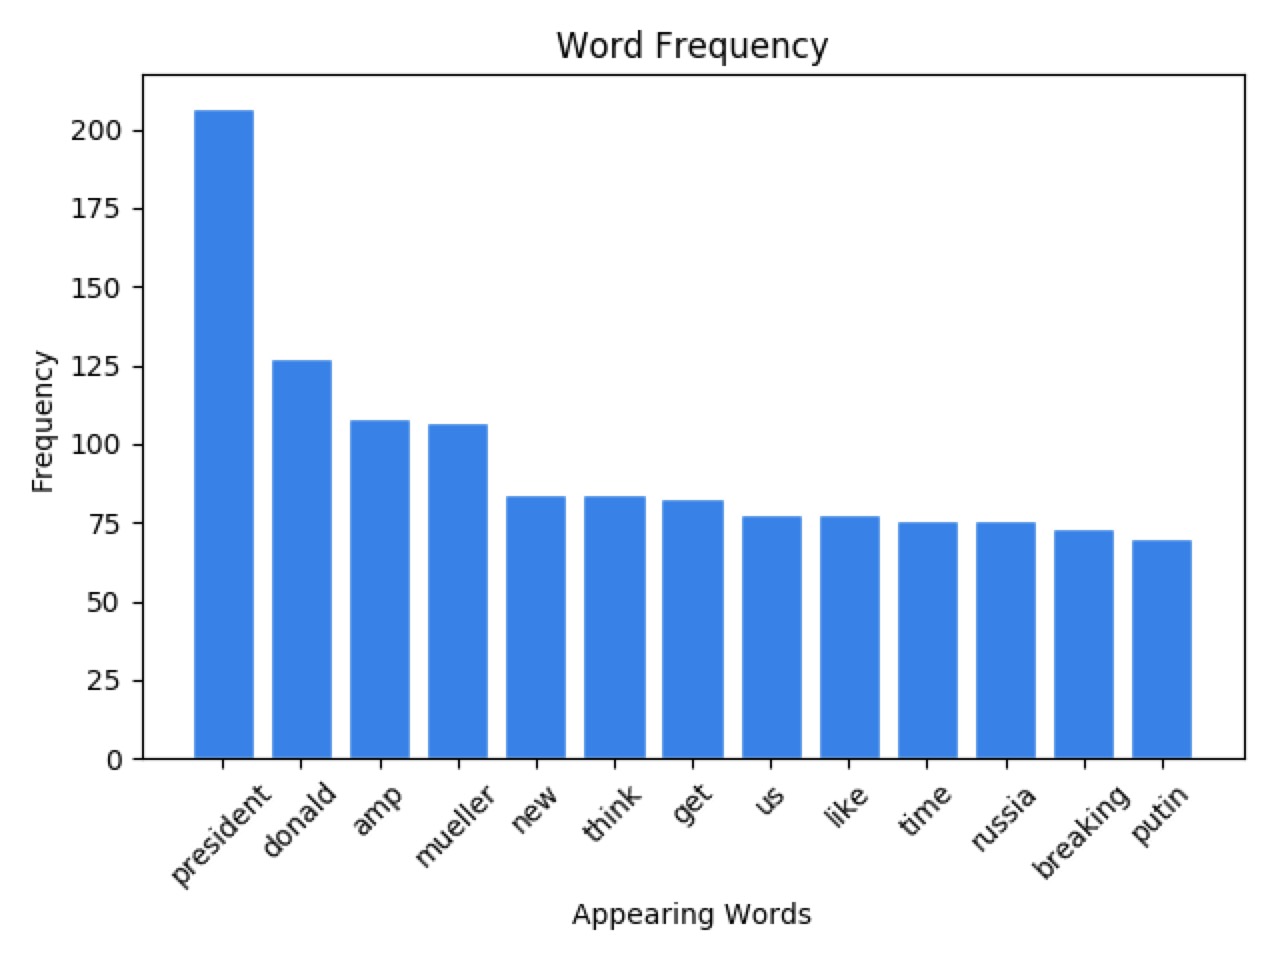 Word Frequency
200
175
150
125
100
75
50
25
0
Frequency
president donald amp mueller new think get us like time russia breaking putin
Appearing Words